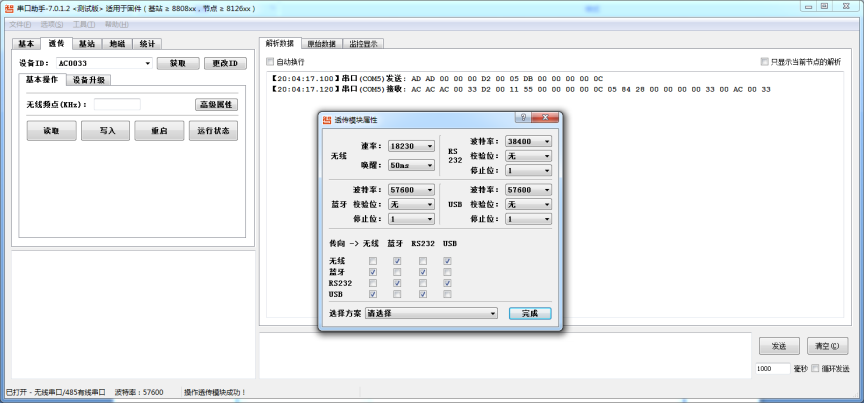 串口助手-7.0.1.2 <测试版> 适用于固件（基站 ≥ 8808xx，节点 ≥ 8126xx）
文件(F) 选项(S) 工具(T) 帮助(H)
基本 透传 基站 地磁 统计
设备ID： AC0033 获取 更改ID
基本操作 设备升级
无线频点(KHz)： 高级属性
读取 写入 重启 运行状态
解析数据 原始数据 监控显示
自动换行 只显示当前节点的解析
【20:04:17.100】串口(COM5)发送: AD AD 00 00 00 D2 00 05 DB 00 00 00 00 0C
【20:04:17.120】串口(COM5)接收: AC AC AC 00 33 D2 00 11 55 00 00 00 00 0C 05 84 28 00 00 00 00 33 00 AC 00 33
透传模块属性
无线
速率： 18230
唤醒： 50ms
RS
232
波特率： 38400
校验位： 无
停止位： 1
蓝牙
波特率： 57600
校验位： 无
停止位： 1
USB
波特率： 57600
校验位： 无
停止位： 1
传向 -> 无线 蓝牙 RS232 USB
无线
蓝牙
RS232
USB
选择方案 请选择 完成
发送 清空(C)
1000 毫秒 循环发送
已打开 - 无线串口/485有线串口 波特率：57600 操作透传模块成功！